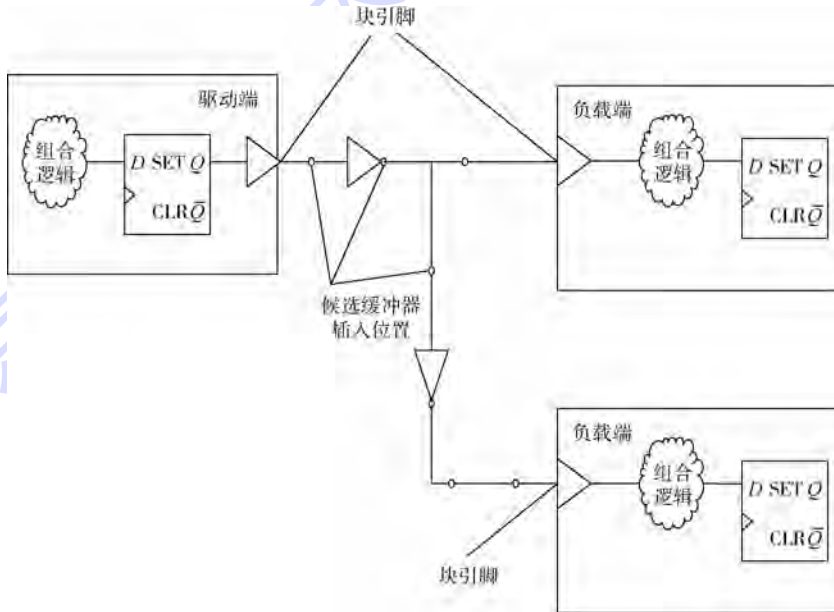 块引脚
驱动端
组合
逻辑
D SET Q
CLR Q̅
负载端
组合
逻辑
D SET Q
CLR Q̅
候选缓冲器
插入位置
负载端
组合
逻辑
D SET Q
CLR Q̅
块引脚